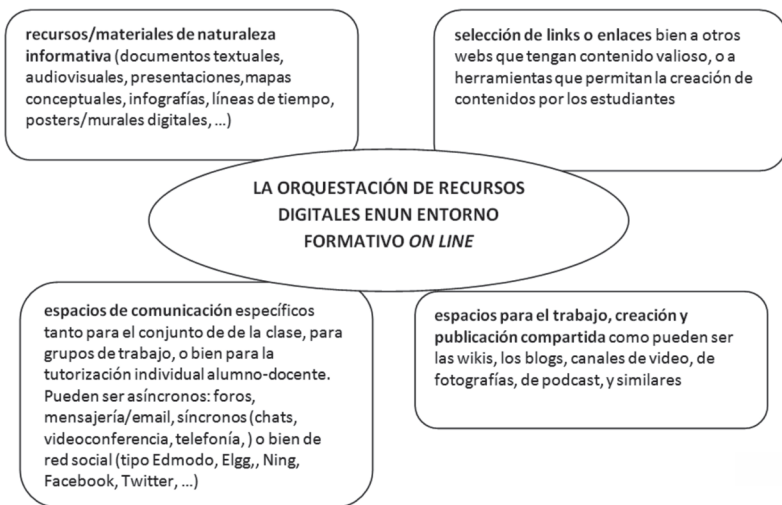 recursos/materiales de naturaleza
informativa (documentos textuales,
audiovisuales, presentaciones,mapas
conceptuales, infografías, líneas de tiempo,
posters/murales digitales, ...)
selección de links o enlaces bien a otros
webs que tengan contenido valioso, o a
herramientas que permitan la creación de
contenidos por los estudiantes
LA ORQUESTACIÓN DE RECURSOS
DIGITALES ENUN ENTORNO
FORMATIVO ON LINE
espacios de comunicación específicos
tanto para el conjunto de de la clase, para
grupos de trabajo, o bien para la
tutorización individual alumno-docente.
Pueden ser asíncronos: foros,
mensajería/email, síncronos (chats,
videoconferencia, telefonía, ) o bien de
red social (tipo Edmodo, Elgg,, Ning,
Facebook, Twitter, ...)
espacios para el trabajo, creación y
publicación compartida como pueden ser
las wikis, los blogs, canales de video, de
fotografías, de podcast, y similares